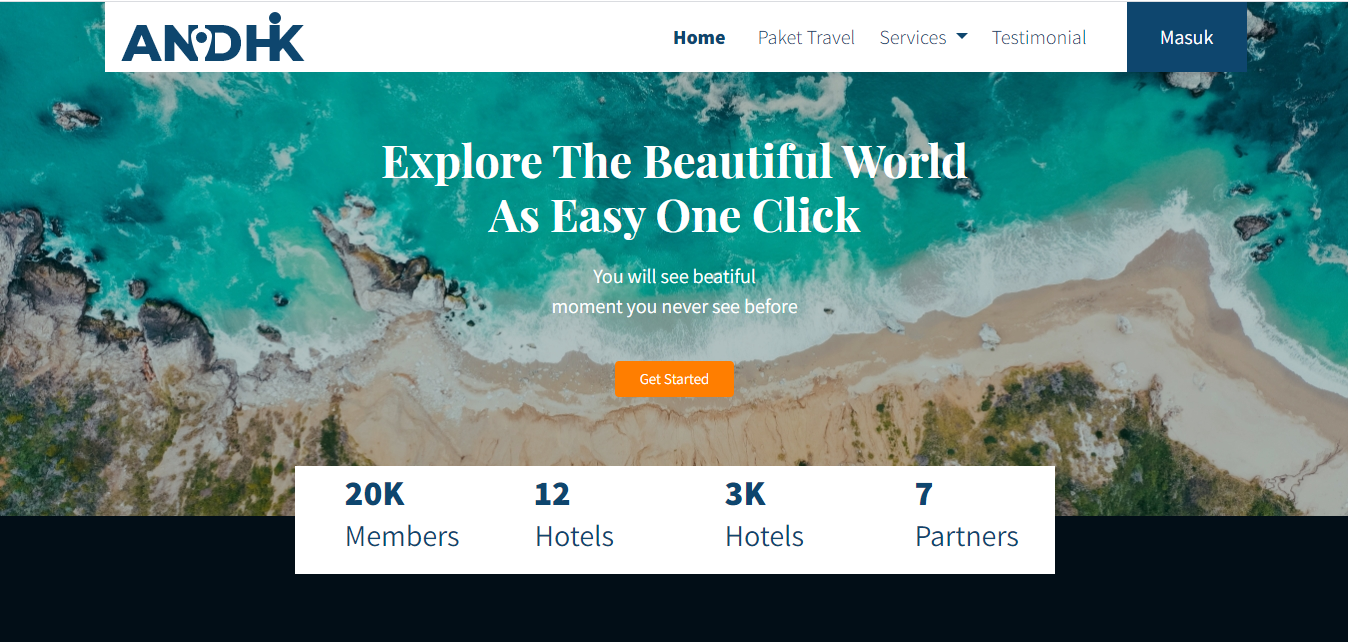 ANDHIK
Home Paket Travel Services Testimonial Masuk
Explore The Beautiful World
As Easy One Click
You will see beatiful
moment you never see before
Get Started
20K 12 3K 7
Members Hotels Hotels Partners